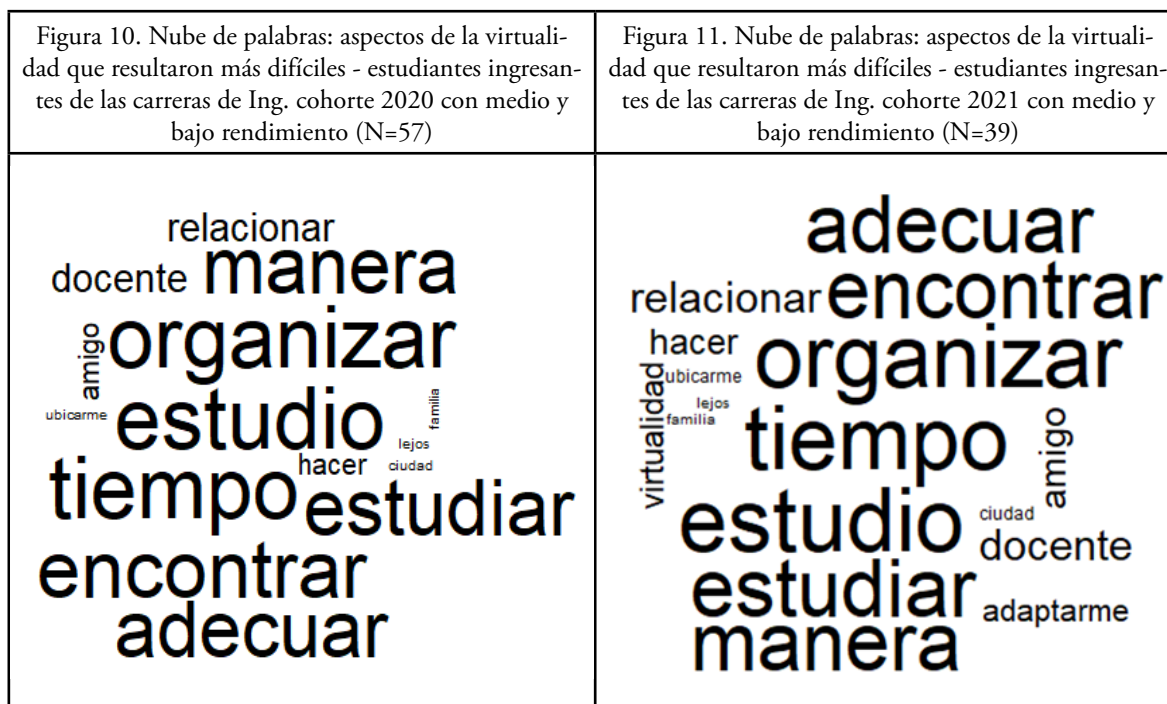 Figura 10. Nube de palabras: aspectos de la virtuali-
dad que resultaron más difíciles - estudiantes ingresan-
tes de las carreras de Ing. cohorte 2020 con medio y
bajo rendimiento (N=57)
Figura 11. Nube de palabras: aspectos de la virtuali-
dad que resultaron más difíciles - estudiantes ingresan-
tes de las carreras de Ing. cohorte 2021 con medio y
bajo rendimiento (N=39)
relacionar
docente manera
amigo
organizar
ubicarme
estudio
familia
lejos
hacer
ciudad
tiempo
estudiar
encontrar
adecuar
adecuar
relacionar encontrar
hacer
organizar
ubicarme
virtualidad
lejos
familia
tiempo
amigo
estudio
ciudad
docente
estudiar
adaptarme
manera